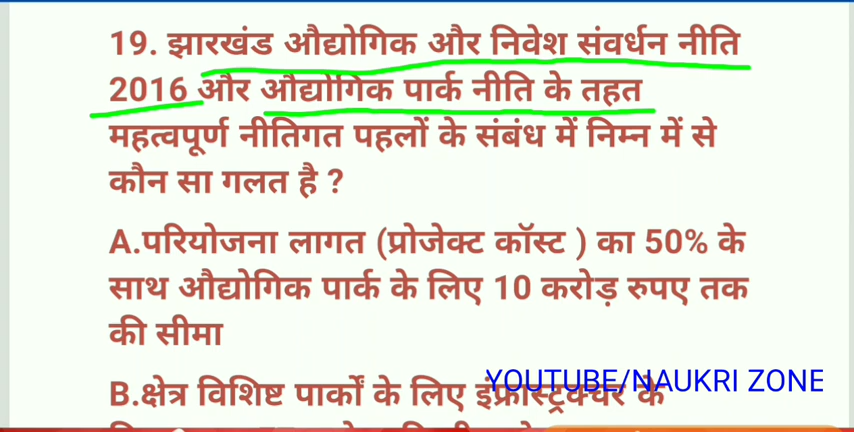 19. झारखंड औद्योगिक और निवेश संवर्धन नीति
2016 और औद्योगिक पार्क नीति के तहत
महत्वपूर्ण नीतिगत पहलों के संबंध में निम्न में से
कौन सा गलत है ?
A.परियोजना लागत (प्रोजेक्ट कॉस्ट ) का 50% के
साथ औद्योगिक पार्क के लिए 10 करोड़ रुपए तक
की सीमा
B.क्षेत्र विशिष्ट पार्कों के लिए इंफ्रास्ट्रक्चर के
YOUTUBE/NAUKRI ZONE